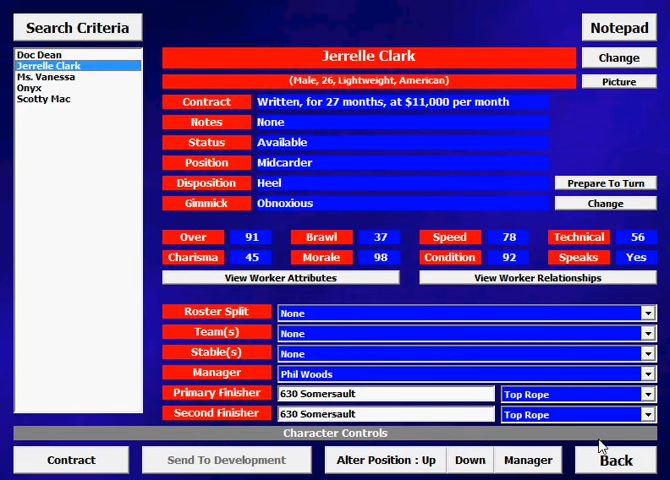 Search Criteria
Notepad
Doc Dean
Jerrelle Clark
Ms. Vanessa
Onyx
Scotty Mac
Jerrelle Clark
Change
(Male, 26, Lightweight, American)
Picture
Contract Written, for 27 months, at $11,000 per month
Notes None
Status Available
Position Midcarder
Disposition Heel Prepare To Turn
Gimmick Obnoxious Change
Over 91 Brawl 37 Speed 78 Technical 56
Charisma 45 Morale 98 Condition 92 Speaks Yes
View Worker Attributes View Worker Relationships
Roster Split None
Team(s) None
Stable(s) None
Manager Phil Woods
Primary Finisher 630 Somersault Top Rope
Second Finisher 630 Somersault Top Rope
Character Controls
Contract Send To Development Alter Position : Up Down Manager Back